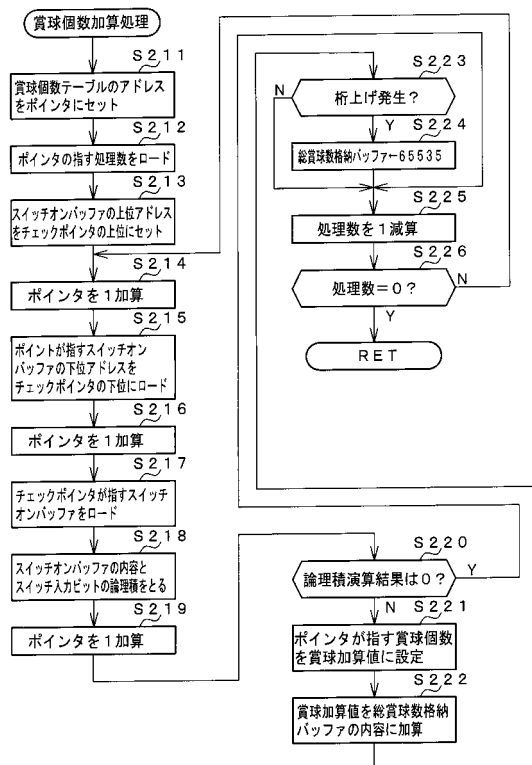 賞球個数加算処理
S211
賞球個数テーブルのアドレス
をポインタにセット
S212
ポインタの指す処理数をロード
S213
スイッチオンバッファの上位アドレス
をチェックポインタの上位にセット
S214
ポインタを1加算
S215
ポイントが指すスイッチオン
バッファの下位アドレスを
チェックポインタの下位にロード
S216
ポインタを1加算
S217
チェックポインタが指すスイッチ
オンバッファをロード
S218
スイッチオンバッファの内容と
スイッチ入力ビットの論理積をとる
S219
ポインタを1加算
S220
論理積演算結果は0?
Y
N
S221
ポインタが指す賞球個数
を賞球加算値に設定
S222
賞球加算値を総賞球数格納
バッファの内容に加算
S223
桁上げ発生?
N
Y
S224
総賞球数格納バッファ←65535
S225
処理数を1減算
S226
処理数=0?
N
Y
RET